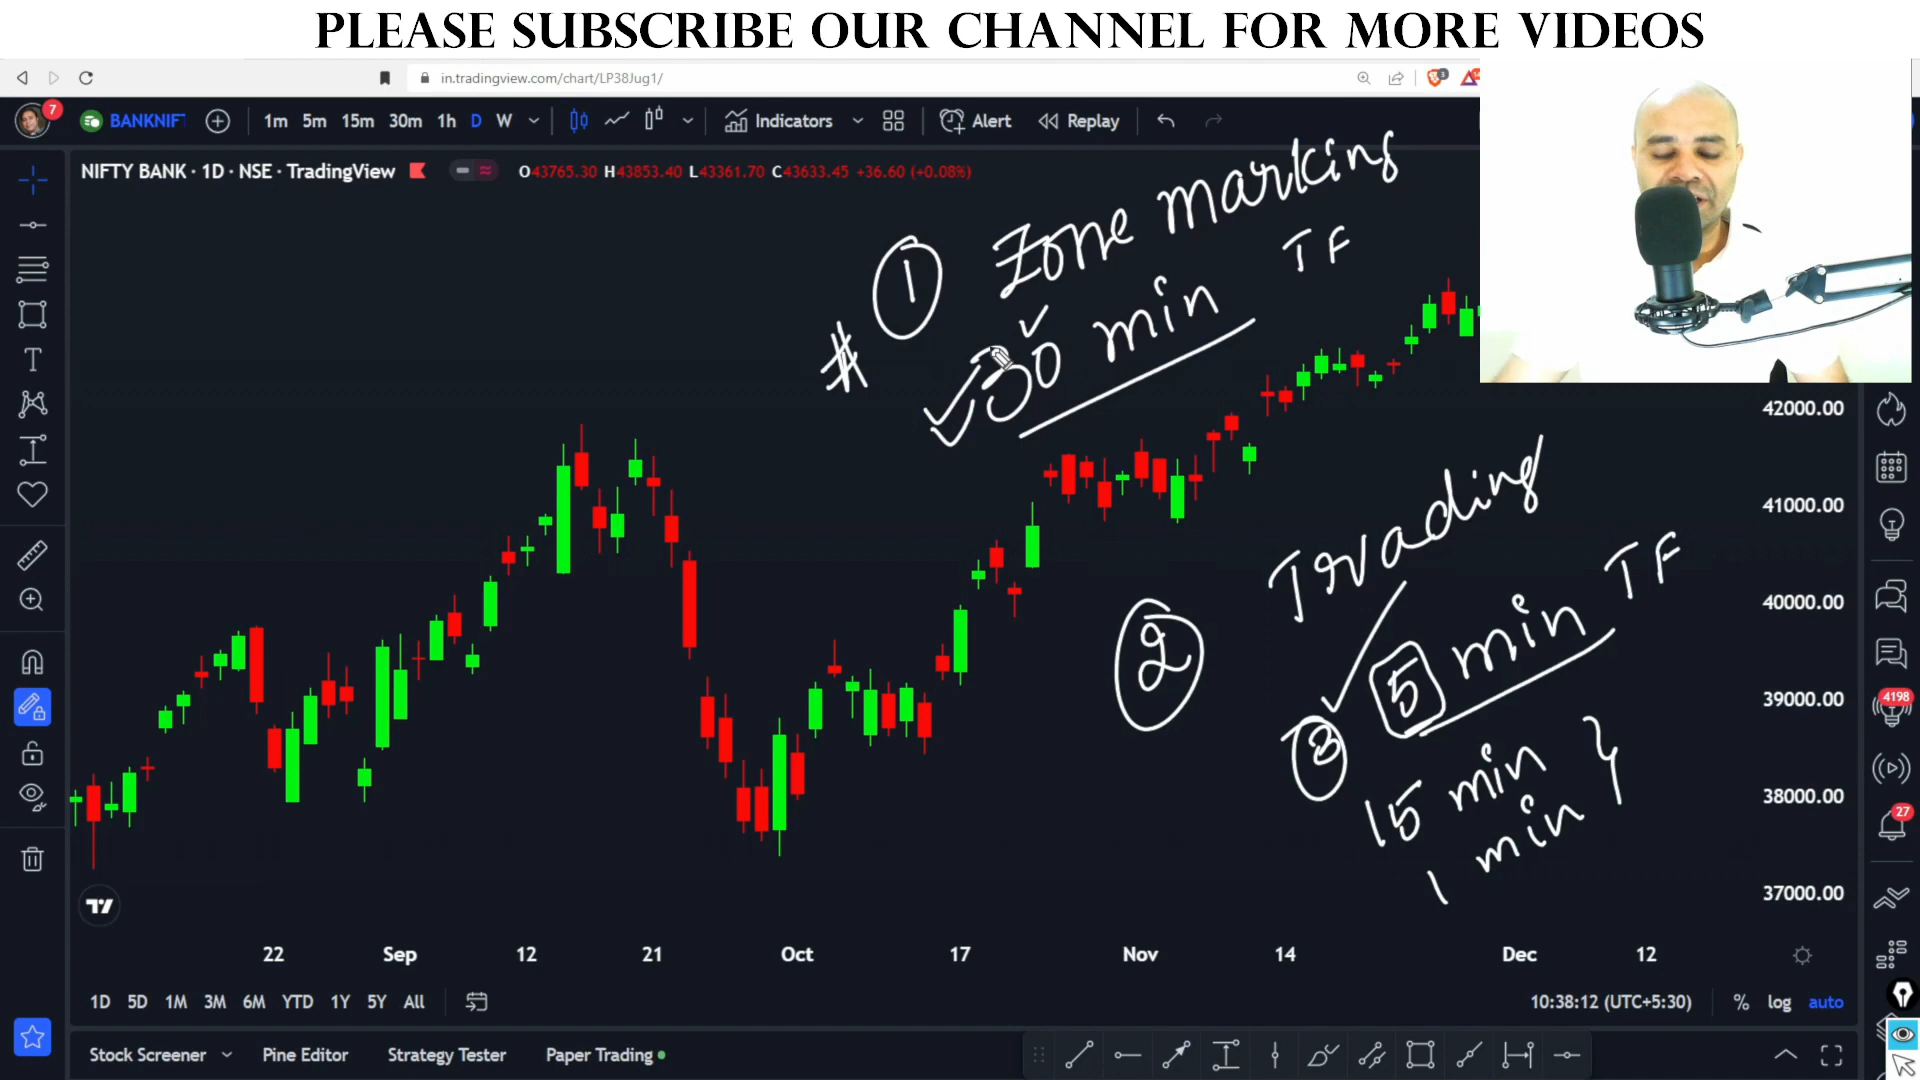 PLEASE SUBSCRIBE OUR CHANNEL FOR MORE VIDEOS
in.tradingview.com/chart/LP38Jug1/
3
7
BANKNIFT
1m 5m 15m 30m 1h D W
Indicators
Alert
Replay
NIFTY BANK · 1D · NSE · TradingView
O43765.30 H43853.40 L43361.70 C43633.45 +36.60 (+0.08%)
# 1 Zone marking
30 min TF
2 Trading
5 min TF
3
15 min
1 min
42000.00
41000.00
40000.00
39000.00
38000.00
37000.00
4198
27
22 Sep 12 21 Oct 17 Nov 14 Dec 12
1D 5D 1M 3M 6M YTD 1Y 5Y All
10:38:12 (UTC+5:30) % log auto
Stock Screener Pine Editor Strategy Tester Paper Trading